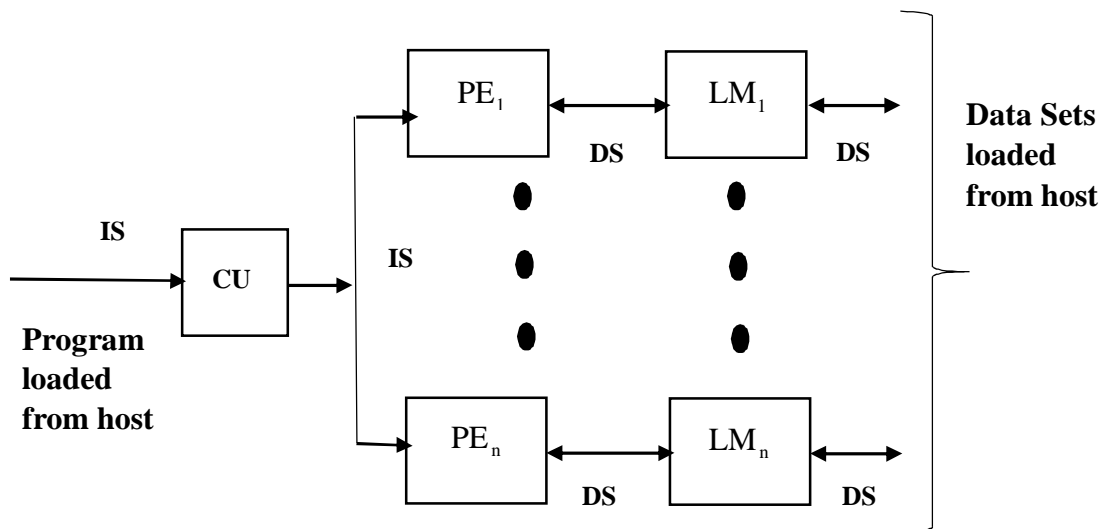 PE₁
LM₁
DS
DS
Data Sets
loaded
from host
IS
CU
IS
Program
loaded
from host
PEₙ
LMₙ
DS
DS